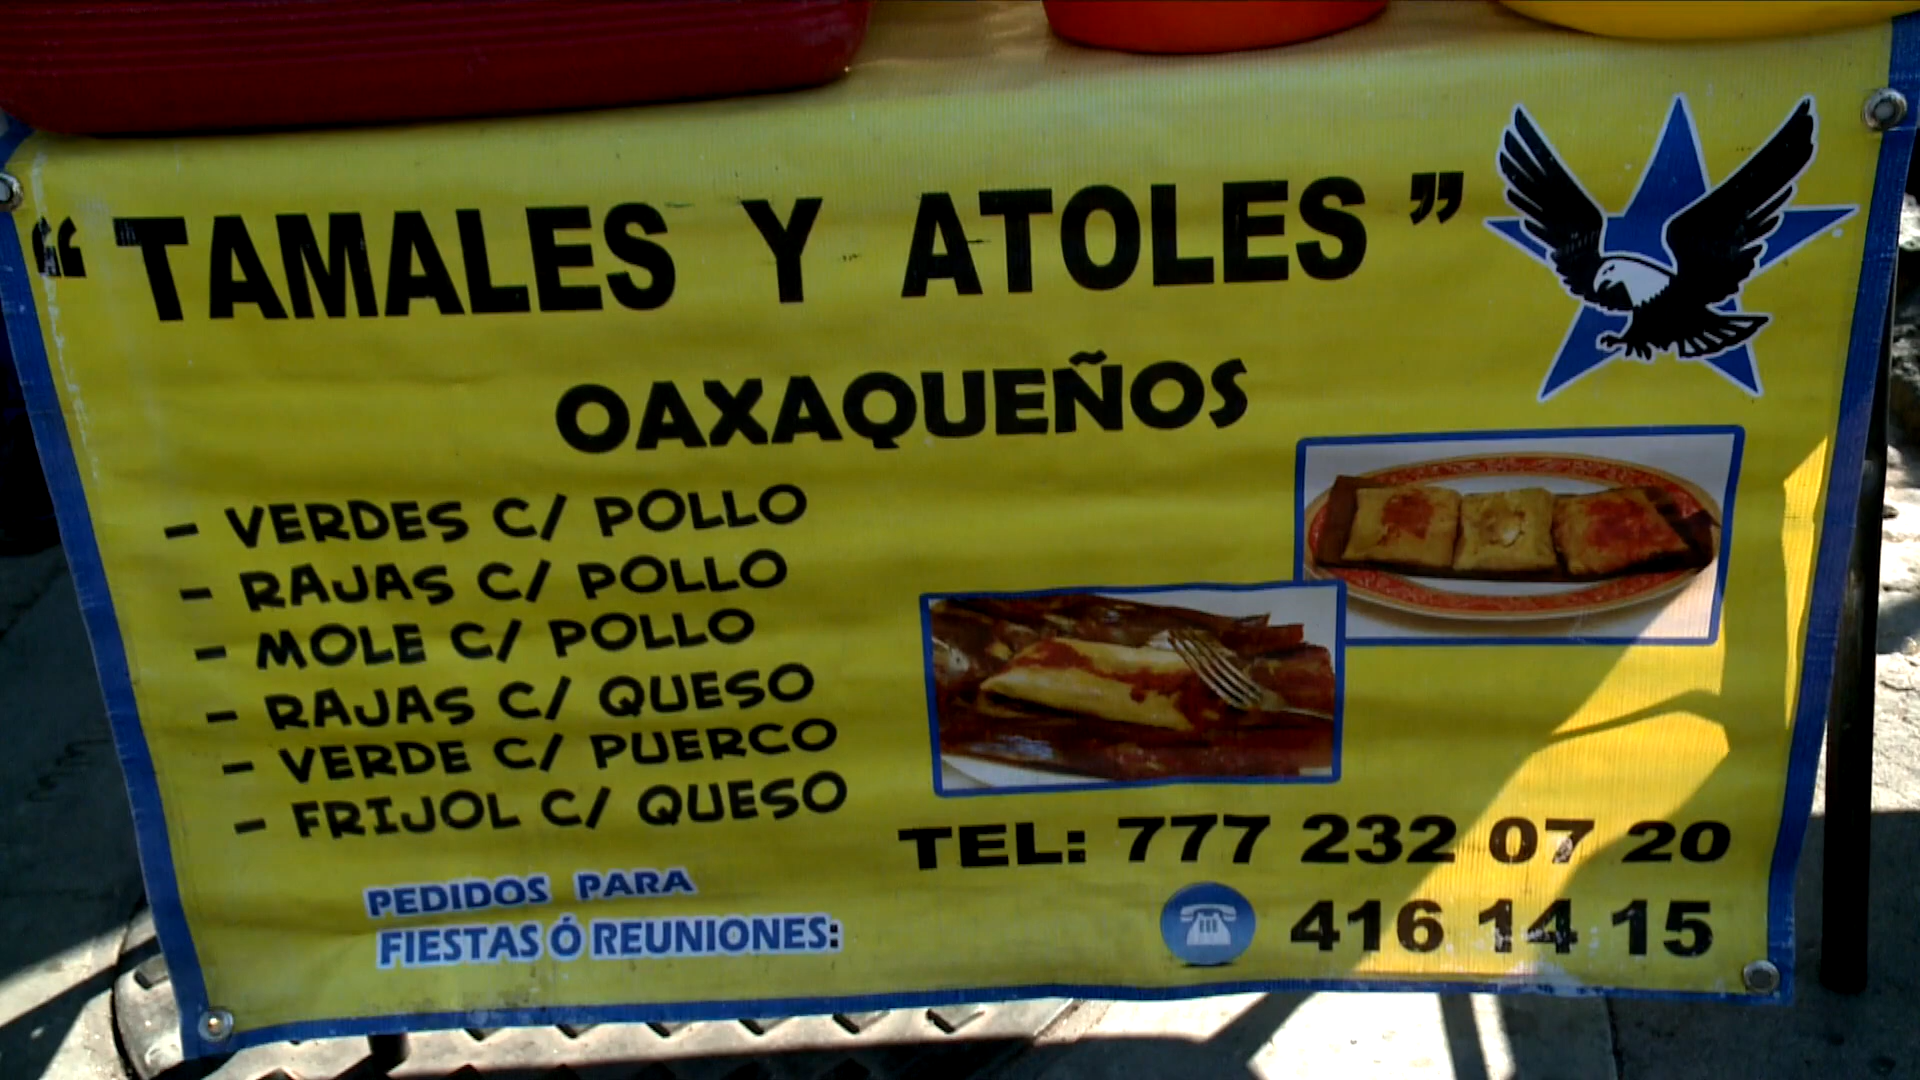 “TAMALES Y ATOLES”
OAXAQUEÑOS
- VERDES C/ POLLO
- RAJAS C/ POLLO
- MOLE C/ POLLO
- RAJAS C/ QUESO
- VERDE C/ PUERCO
- FRIJOL C/ QUESO
PEDIDOS PARA
FIESTAS Ó REUNIONES:
TEL: 777 232 07 20
416 14 15